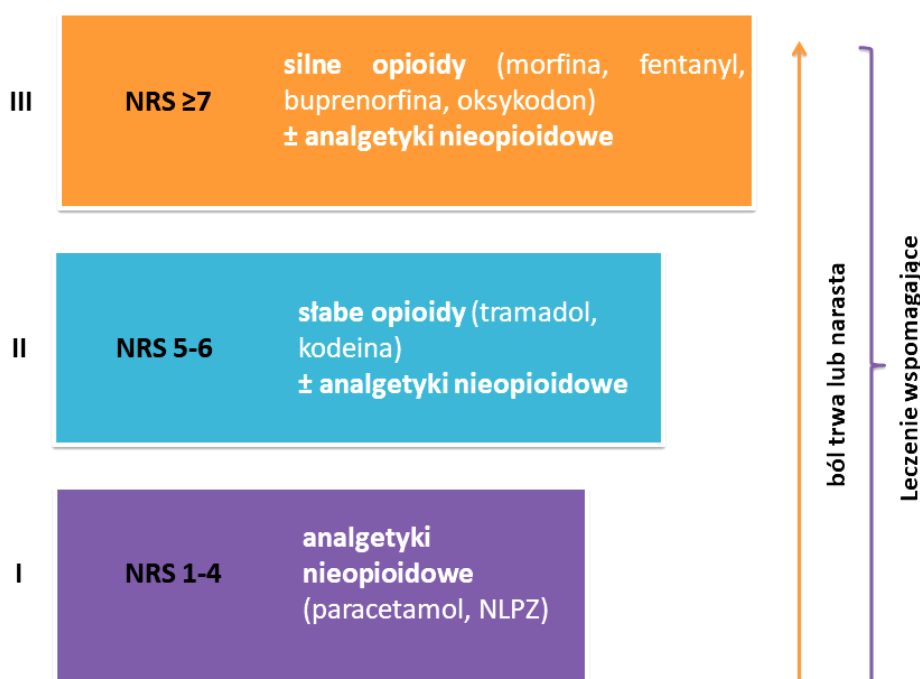 III
NRS ≥7
silne opioidy (morfina, fentanyl,
buprenorfina, oksykodon)
± analgetyki nieopioidowe
II
NRS 5-6
słabe opioidy (tramadol,
kodeina)
± analgetyki nieopioidowe
I
NRS 1-4
analgetyki
nieopioidowe
(paracetamol, NLPZ)
ból trwa lub narasta
Leczenie wspomagające